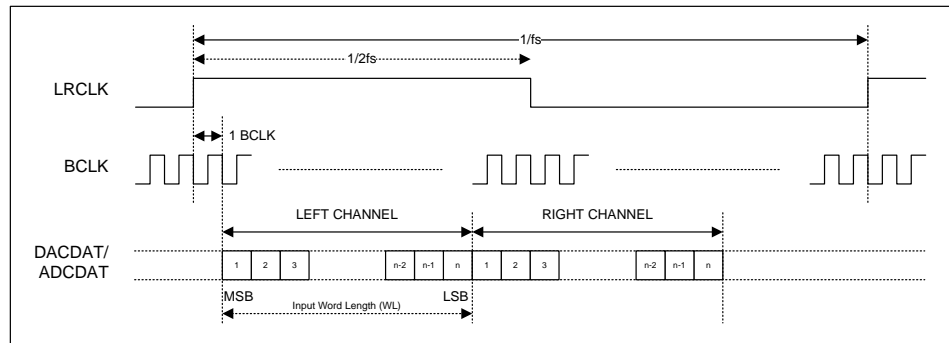 1/fs
1/2fs
LRCLK
1 BCLK
BCLK
LEFT CHANNEL RIGHT CHANNEL
DACDAT/
ADCDAT
1 2 3 n-2 n-1 n 1 2 3 n-2 n-1 n
MSB LSB
Input Word Length (WL)